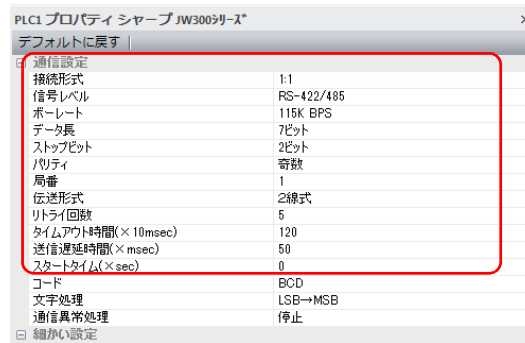 PLC1 プロパティ シャープ JW300ｼﾘｰｽﾞ
デフォルトに戻す
通信設定
接続形式 1:1
信号レベル RS-422/485
ボーレート 115K BPS
データ長 7ビット
ストップビット 2ビット
パリティ 奇数
局番 1
伝送形式 2線式
リトライ回数 5
タイムアウト時間(×10msec) 120
送信遅延時間(×msec) 50
スタートタイム(×sec) 0
コード BCD
文字処理 LSB→MSB
通信異常処理 停止
細かい設定